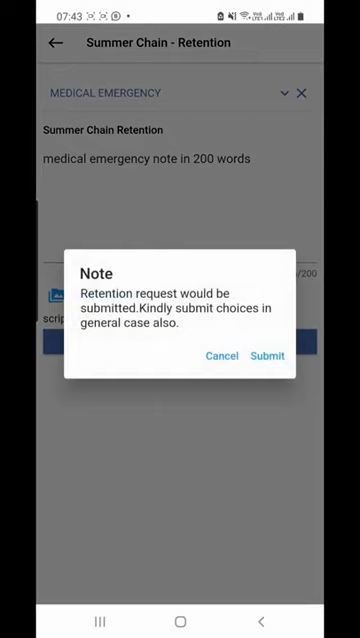 07:43
Summer Chain - Retention
MEDICAL EMERGENCY
Summer Chain Retention
medical emergency note in 200 words
/200
Note
Retention request would be
submitted.Kindly submit choices in
general case also.
scrip
Cancel Submit